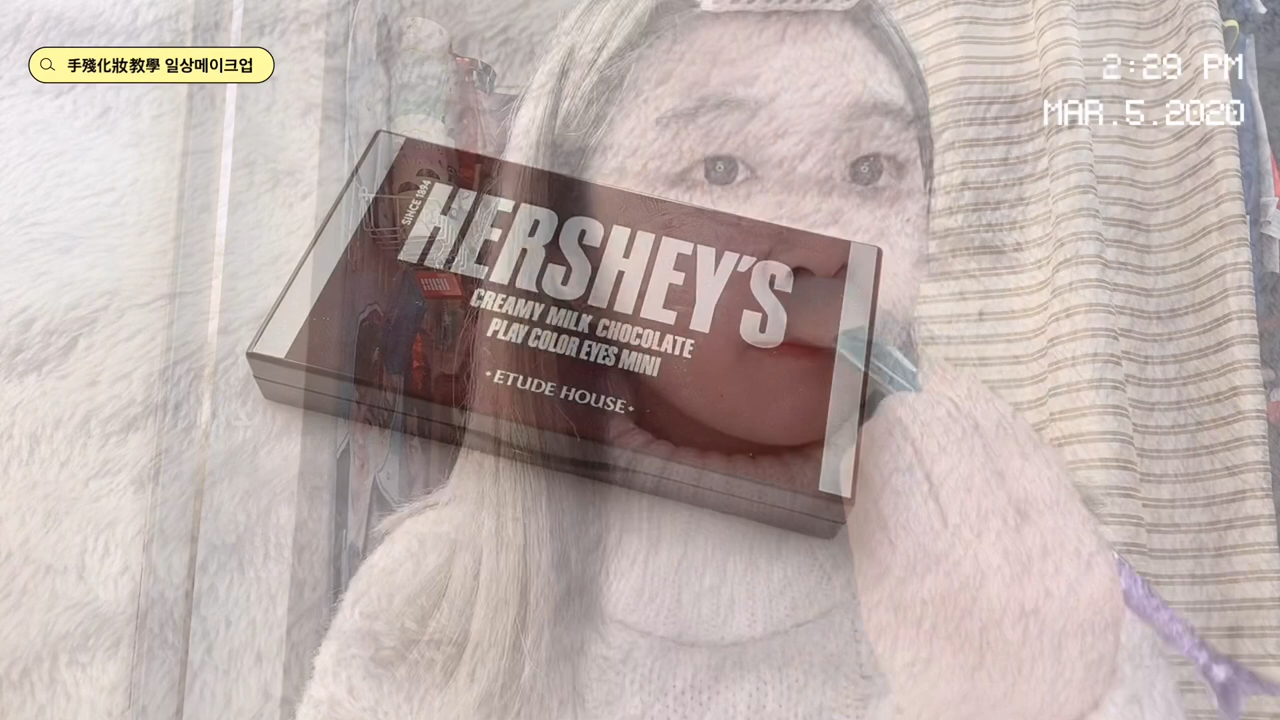 手殘化妝教學 일상메이크업
2:29 PM
MAR.5.2020
SINCE 1894
HERSHEY'S
CREAMY MILK CHOCOLATE
PLAY COLOR EYES MINI
ETUDE HOUSE